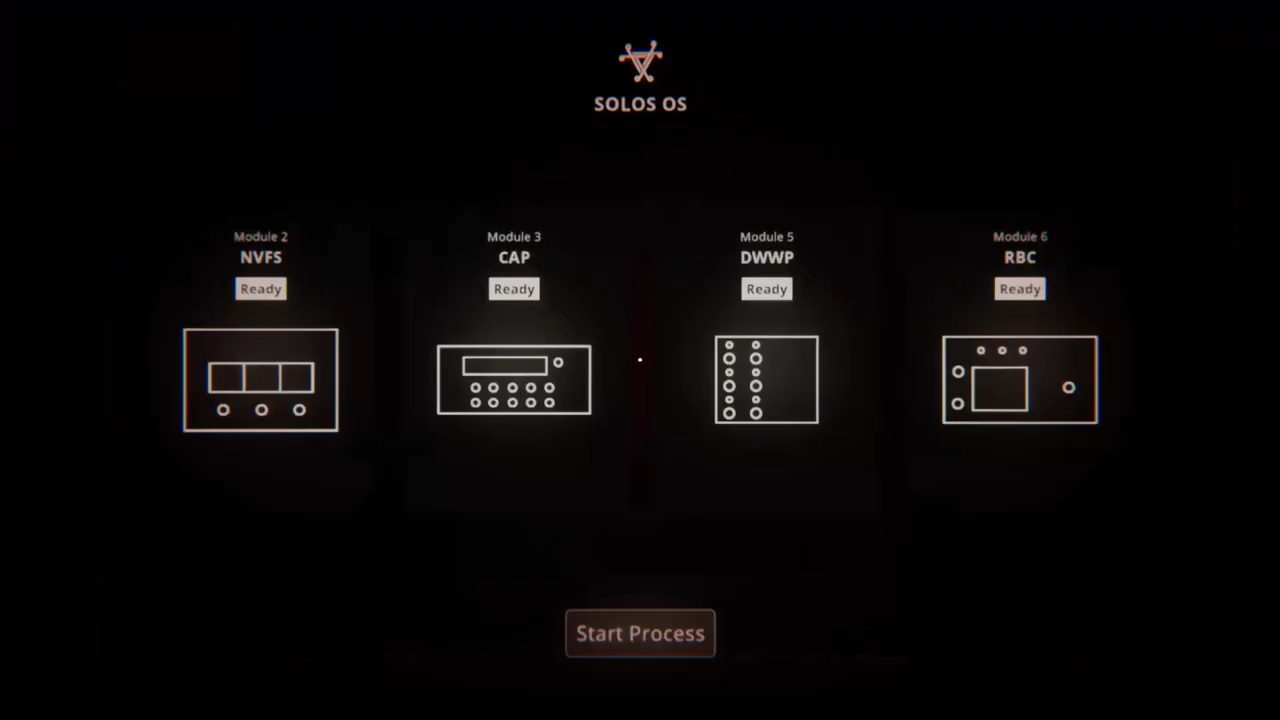 SOLOS OS
Module 2
NVFS
Ready
Module 3
CAP
Ready
Module 5
DWWP
Ready
Module 6
RBC
Ready
Start Process